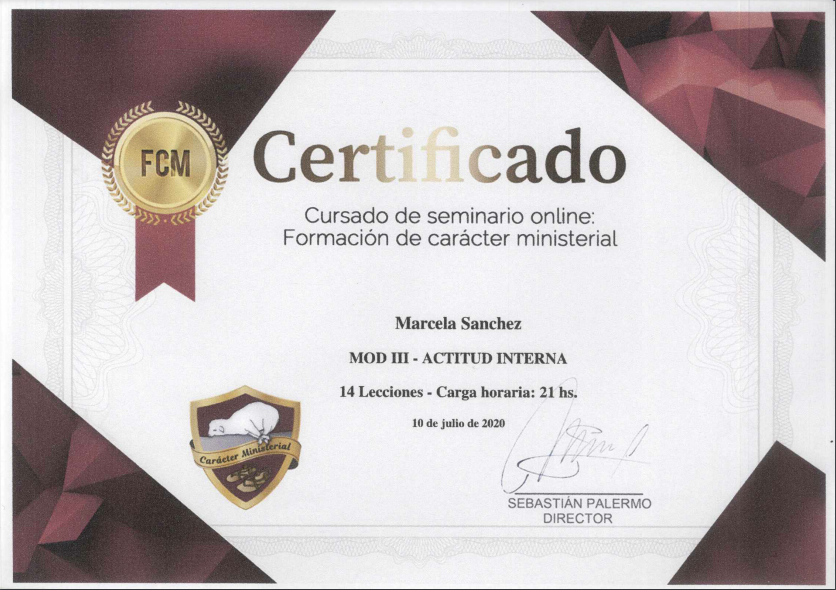 FCM
Certificado
Cursado de seminario online:
Formación de carácter ministerial
Marcela Sanchez
MOD III - ACTITUD INTERNA
14 Lecciones - Carga horaria: 21 hs.
10 de julio de 2020
Carácter Ministerial
SEBASTIÁN PALERMO
DIRECTOR